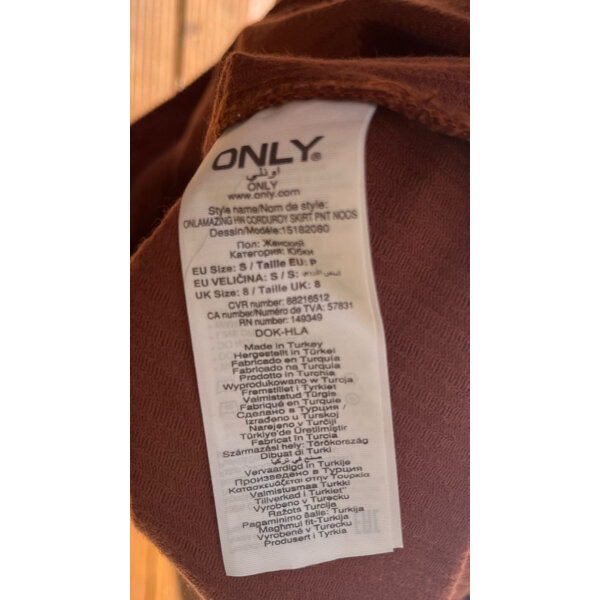 ONLY®
اونلي
ONLY
www.only.com
Style name/Nom de style:
ONLAMAZING HW CORDUROY SKIRT PNT NOOS
Dessin/Modèle: 15182080
Пол: Женский
Категория: Юбки
EU Size: S / Taille EU: P
EU VELIČINA: S / S:
UK Size: 8 / Taille UK: 8
CVR number: 88216512
CA number/Numéro de TVA: 57831
RN number: 149349
DOK-HLA
Made in Turkey
Hergestellt in Türkei
Fabricado en Turquía
Fabricado na Turquia
Prodotto in Turchia
Wyprodukowano w Turcja
Fremstillet i Tyrkiet
Valmistatud Türgis
Fabriqué en Turquie
Сделано в Турция /
Izrađeno u Turskoj
Narejeno v Turčiji
Türkiye'de Üretilmiştir
Fabricat în Turcia
Származási hely: Törökország
Dibuat di Turki
صنع في تركي
Vervaardigd in Turkije
Произведено в Турция
Κατασκευάζεται στην Τουρκία
Valmistusmaa Turkki
Tillverkad i Turkiet"
Vyrobeno v Turecku
Ražots Turcija
Pagaminimo šalis: Turkija
Magħmul fit-Turkija
Vyrobené v Turecku
Produsert i Tyrkia
EAC